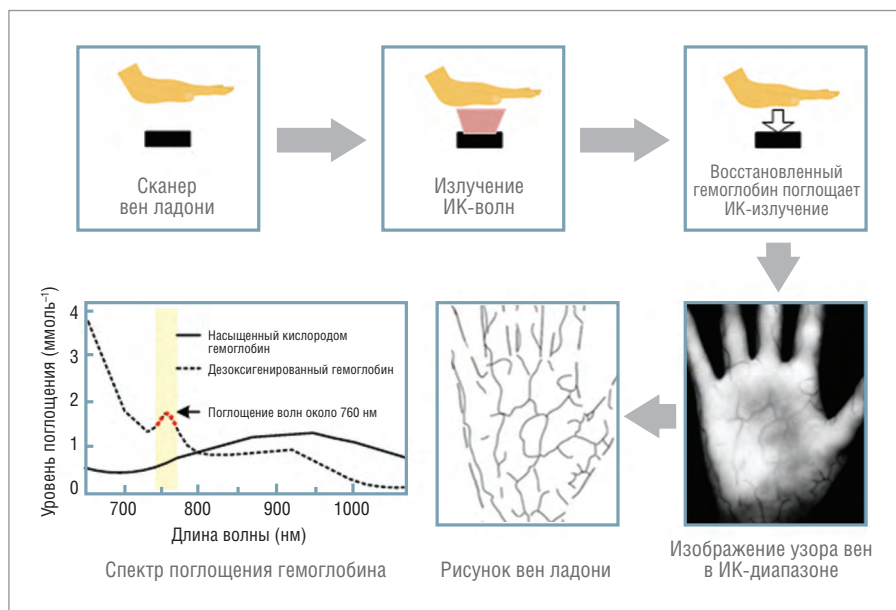 Сканер
вен ладони
Излучение
ИК-волн
Восстановленный
гемоглобин поглощает
ИК-излучение
Уровень поглощения (ммоль⁻¹)
4
3
2
1
0
Насыщенный кислородом
гемоглобин
Дезоксигенированный гемоглобин
Поглощение волн около 760 нм
700 800 900 1000
Длина волны (нм)
Спектр поглощения гемоглобина
Рисунок вен ладони
Изображение узора вен
в ИК-диапазоне